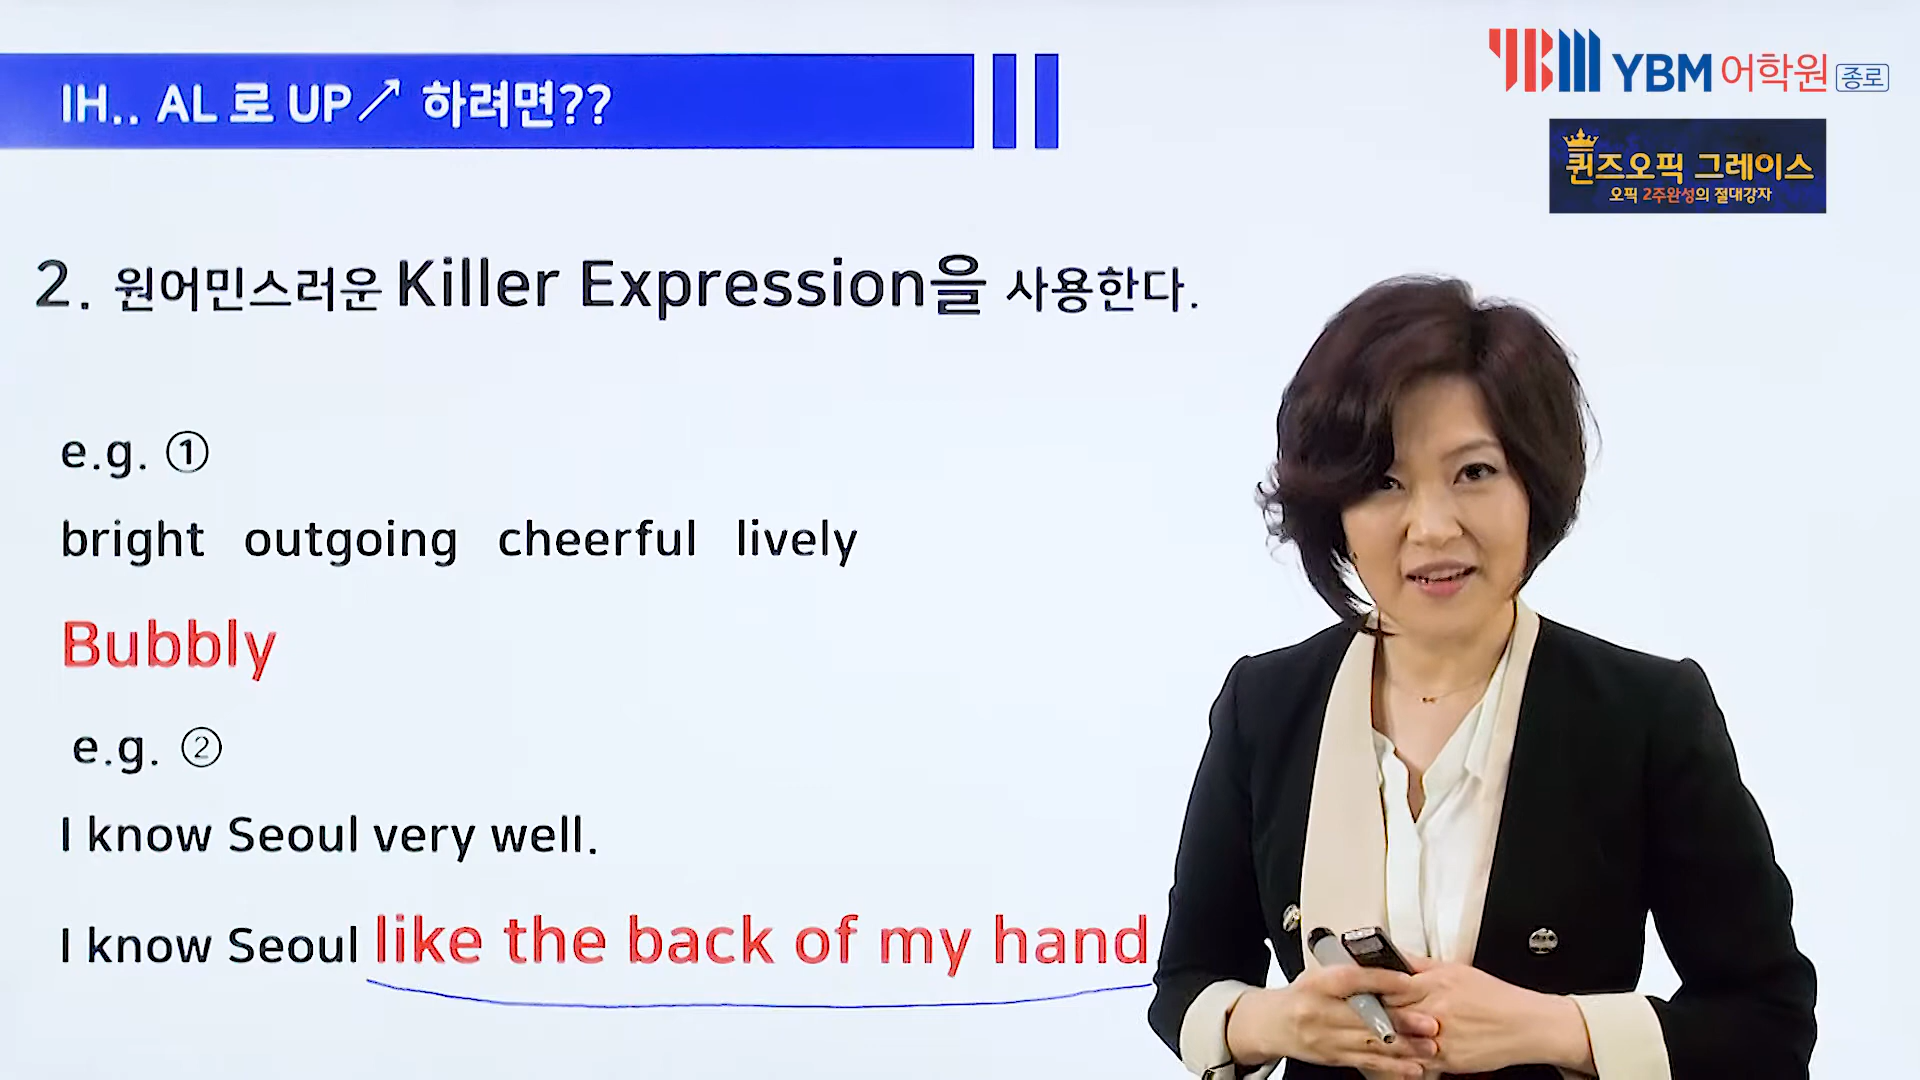 IH.. AL 로 UP↗ 하려면??
YBM YBM 어학원 종로
퀸즈오픽 그레이스
오픽 2주완성의 절대강자
2. 원어민스러운 Killer Expression을 사용한다.
e.g. ①
bright outgoing cheerful lively
Bubbly
e.g. ②
I know Seoul very well.
I know Seoul like the back of my hand